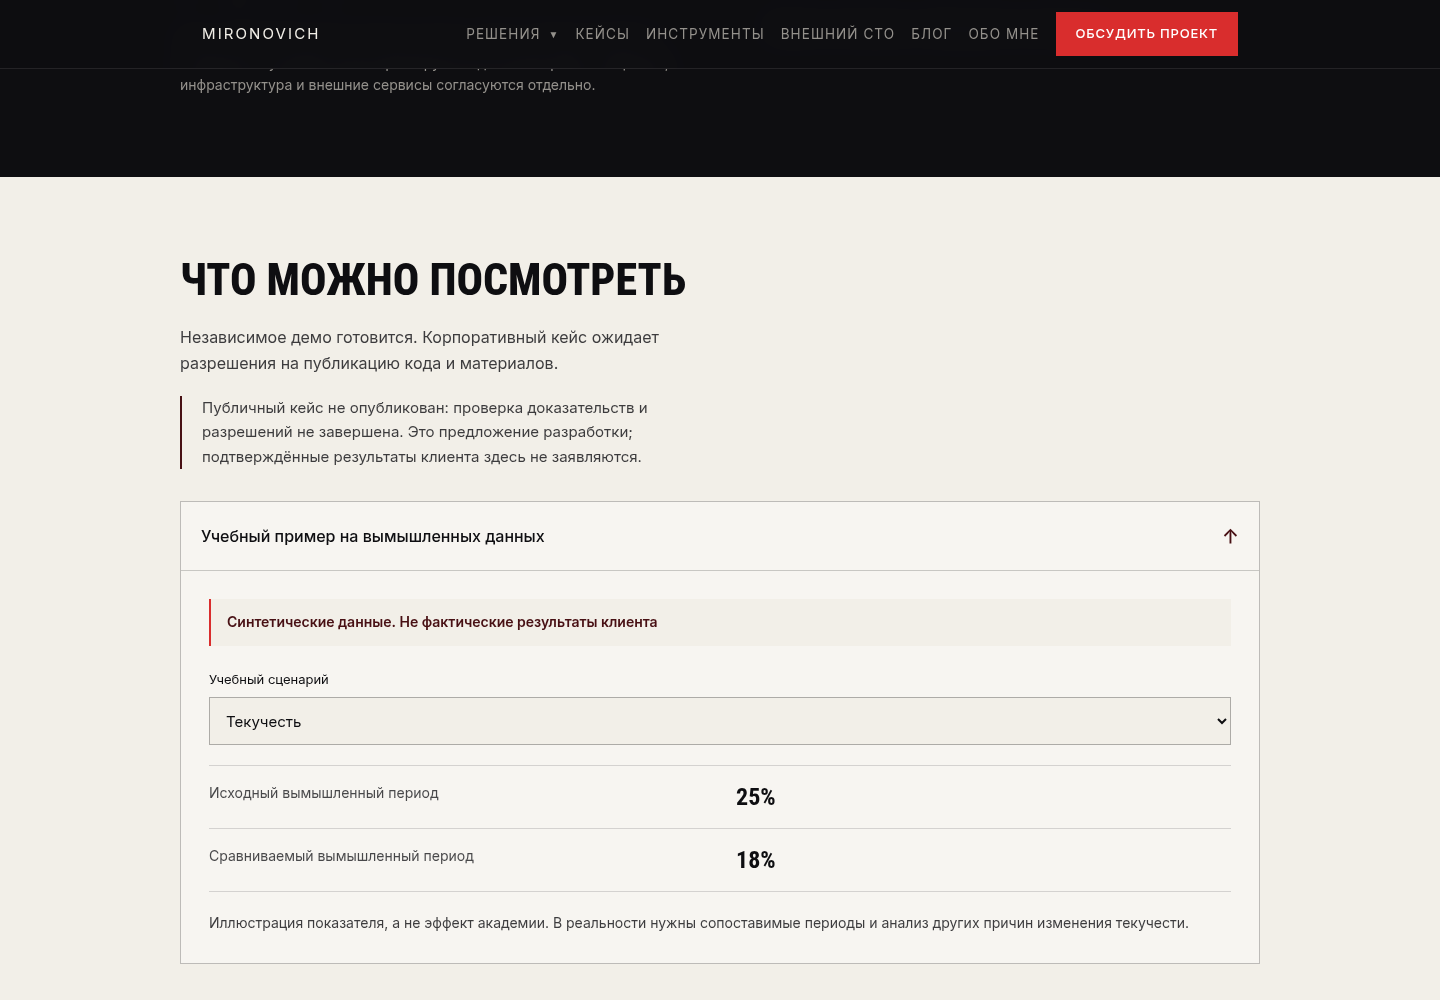 MIRONOVICH
РЕШЕНИЯ ▼ КЕЙСЫ ИНСТРУМЕНТЫ ВНЕШНИЙ СТО БЛОГ ОБО МНЕ ОБСУДИТЬ ПРОЕКТ
инфраструктура и внешние сервисы согласуются отдельно.
ЧТО МОЖНО ПОСМОТРЕТЬ
Независимое демо готовится. Корпоративный кейс ожидает
разрешения на публикацию кода и материалов.
Публичный кейс не опубликован: проверка доказательств и
разрешений не завершена. Это предложение разработки;
подтверждённые результаты клиента здесь не заявляются.
Учебный пример на вымышленных данных ↑
Синтетические данные. Не фактические результаты клиента
Учебный сценарий
Текучесть
Исходный вымышленный период 25%
Сравниваемый вымышленный период 18%
Иллюстрация показателя, а не эффект академии. В реальности нужны сопоставимые периоды и анализ других причин изменения текучести.